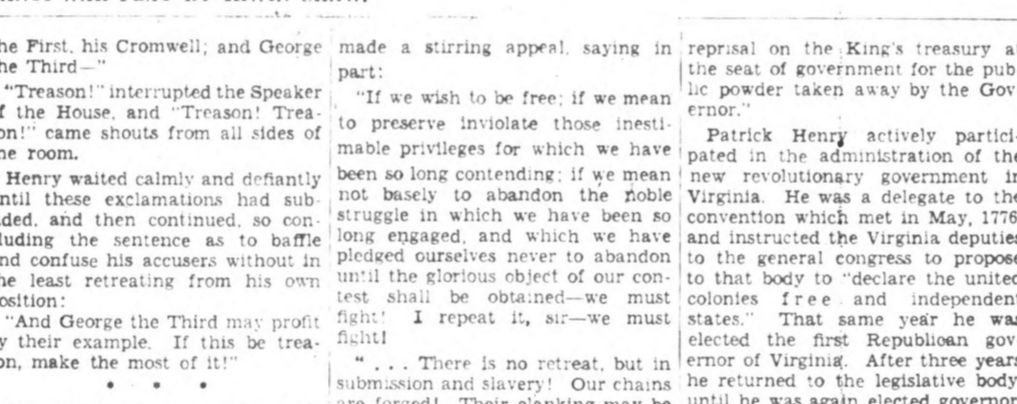 he First, his Cromwell; and George
he Third—"
"Treason!" interrupted the Speaker
f the House, and "Treason! Trea-
on!" came shouts from all sides of
he room.
Henry waited calmly and defiantly
ntil these exclamations had sub-
ided, and then continued, so con-
luding the sentence as to baffle
nd confuse his accusers without in
he least retreating from his own
osition:
"And George the Third may profit
y their example. If this be trea-
on, make the most of it!"
• • •
made a stirring appeal, saying in
part:
"If we wish to be free; if we mean
to preserve inviolate those inesti-
mable privileges for which we have
been so long contending; if we mean
not basely to abandon the noble
struggle in which we have been so
long engaged, and which we have
pledged ourselves never to abandon
until the glorious object of our con-
test shall be obtained—we must
fight! I repeat it, sir—we must
fight!
". . . There is no retreat, but in
submission and slavery! Our chains
are forged! Their clanking may be
reprisal on the King's treasury a
the seat of government for the pub
lic powder taken away by the Gov
ernor."
Patrick Henry actively partici-
pated in the administration of the
new revolutionary government in
Virginia. He was a delegate to the
convention which met in May, 1776
and instructed the Virginia deputies
to the general congress to propose
to that body to "declare the united
colonies free and independent
states." That same year he was
elected the first Republican gov
ernor of Virginia. After three years
he returned to the legislative body
until he was again elected governor